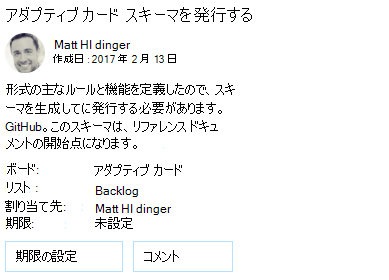 アダプティブ カード スキーマを発行する
Matt HI dinger
作成日 : 2017 年 2 月 13 日
形式の主なルールと機能を定義したので、スキ
ーマを生成してに発行する必要があります。
GitHub。このスキーマは、リファレンスドキュ
メントの開始点になります。
ボード: アダプティブ カード
リスト : Backlog
割り当て先: Matt HI dinger
期限: 未設定
期限の設定 コメント